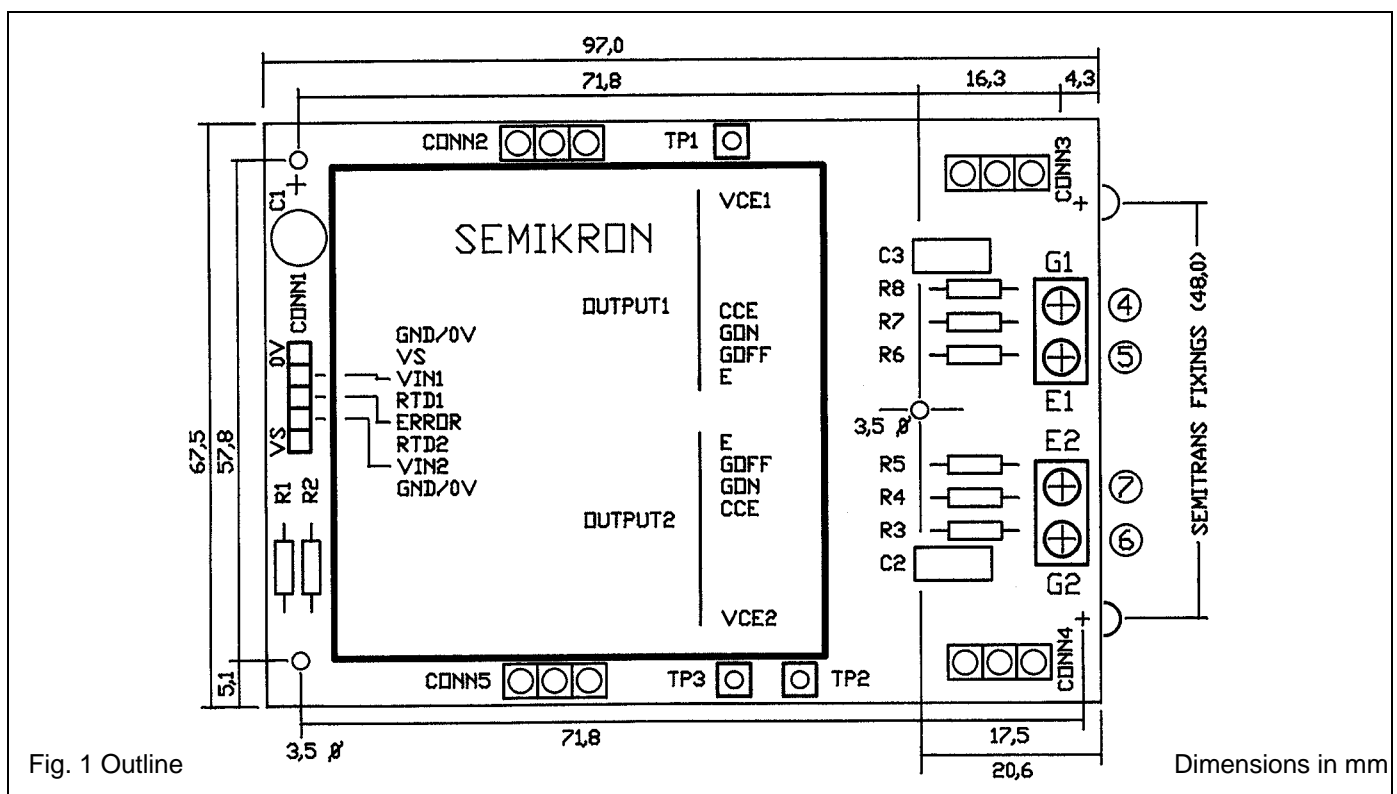 97,0
71,8 16,3 4,3
CONN2 TP1 CONN3
C1 +
VCE1
SEMIKRON
C3 G1
OUTPUT1 R8 4
CONN1 CCE R7
GND/0V GON
0V VS GOFF R6 5
VIN1 E
RTD1 E1
ERROR 3,5 Ø
RTD2 E E2
VS VIN2 GOFF R5
GND/0V GON R4 7
67,5 57,8 CCE
R1 R2 OUTPUT2 R3 6
C2 G2
SEMITRANS FIXINGS (48,0)
VCE2
5,1 CONN5 TP3 TP2 CONN4
3,5 Ø 71,8 17,5
20,6
Fig. 1 Outline Dimensions in mm